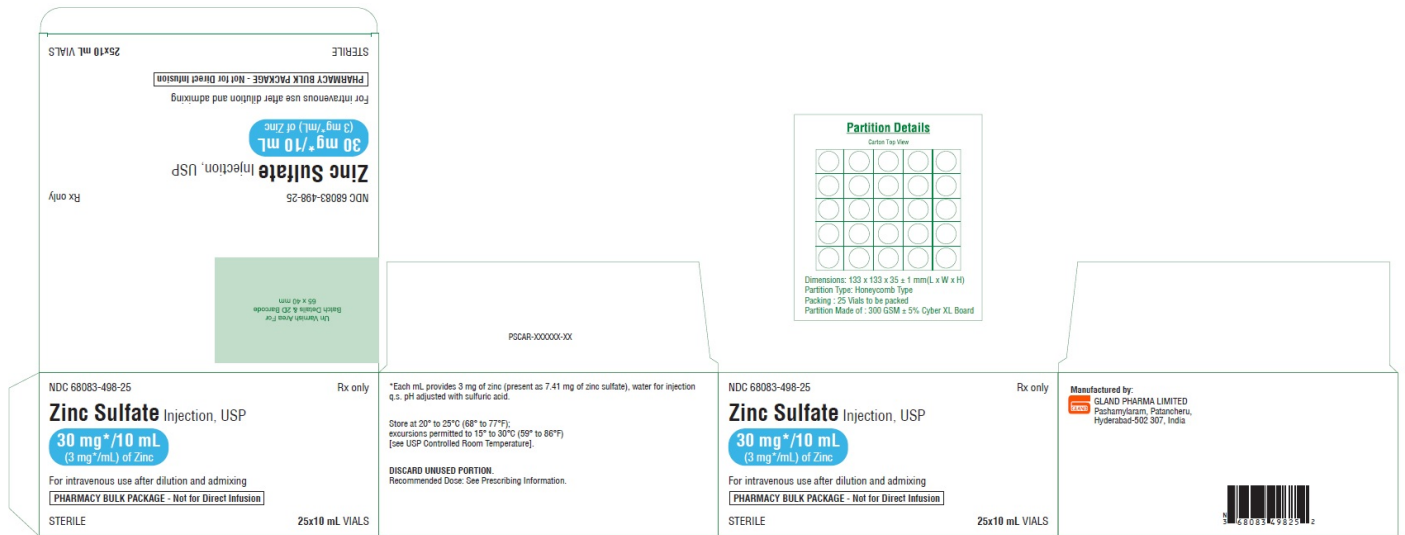 25x10 mL VIALS
STERILE
PHARMACY BULK PACKAGE - Not for Direct Infusion
For intravenous use after dilution and admixing
(3 mg*/mL) of Zinc
30 mg*/10 mL
Zinc Sulfate Injection, USP
Rx only
NDC 68083-498-25
Un Varnish Area For
Batch Details & 2D Barcode
65 x 40 mm
PSCAR-XXXXXX-XX
Partition Details
Carton Top View
Dimensions: 133 x 133 x 35 ± 1 mm(L x W x H)
Partition Type: Honeycomb Type
Packing : 25 Vials to be packed
Partition Made of : 300 GSM ± 5% Cyber XL Board
NDC 68083-498-25
Rx only
Zinc Sulfate Injection, USP
30 mg*/10 mL
(3 mg*/mL) of Zinc
For intravenous use after dilution and admixing
PHARMACY BULK PACKAGE - Not for Direct Infusion
STERILE
25x10 mL VIALS
*Each mL provides 3 mg of zinc (present as 7.41 mg of zinc sulfate), water for injection
q.s. pH adjusted with sulfuric acid.
Store at 20° to 25°C (68° to 77°F);
excursions permitted to 15° to 30°C (59° to 86°F)
[see USP Controlled Room Temperature].
DISCARD UNUSED PORTION.
Recommended Dose: See Prescribing Information.
NDC 68083-498-25
Rx only
Zinc Sulfate Injection, USP
30 mg*/10 mL
(3 mg*/mL) of Zinc
For intravenous use after dilution and admixing
PHARMACY BULK PACKAGE - Not for Direct Infusion
STERILE
25x10 mL VIALS
Manufactured by:
GLAND
GLAND PHARMA LIMITED
Pashamylaram, Patancheru,
Hyderabad-502 307, India
N
3 68083 49825 2